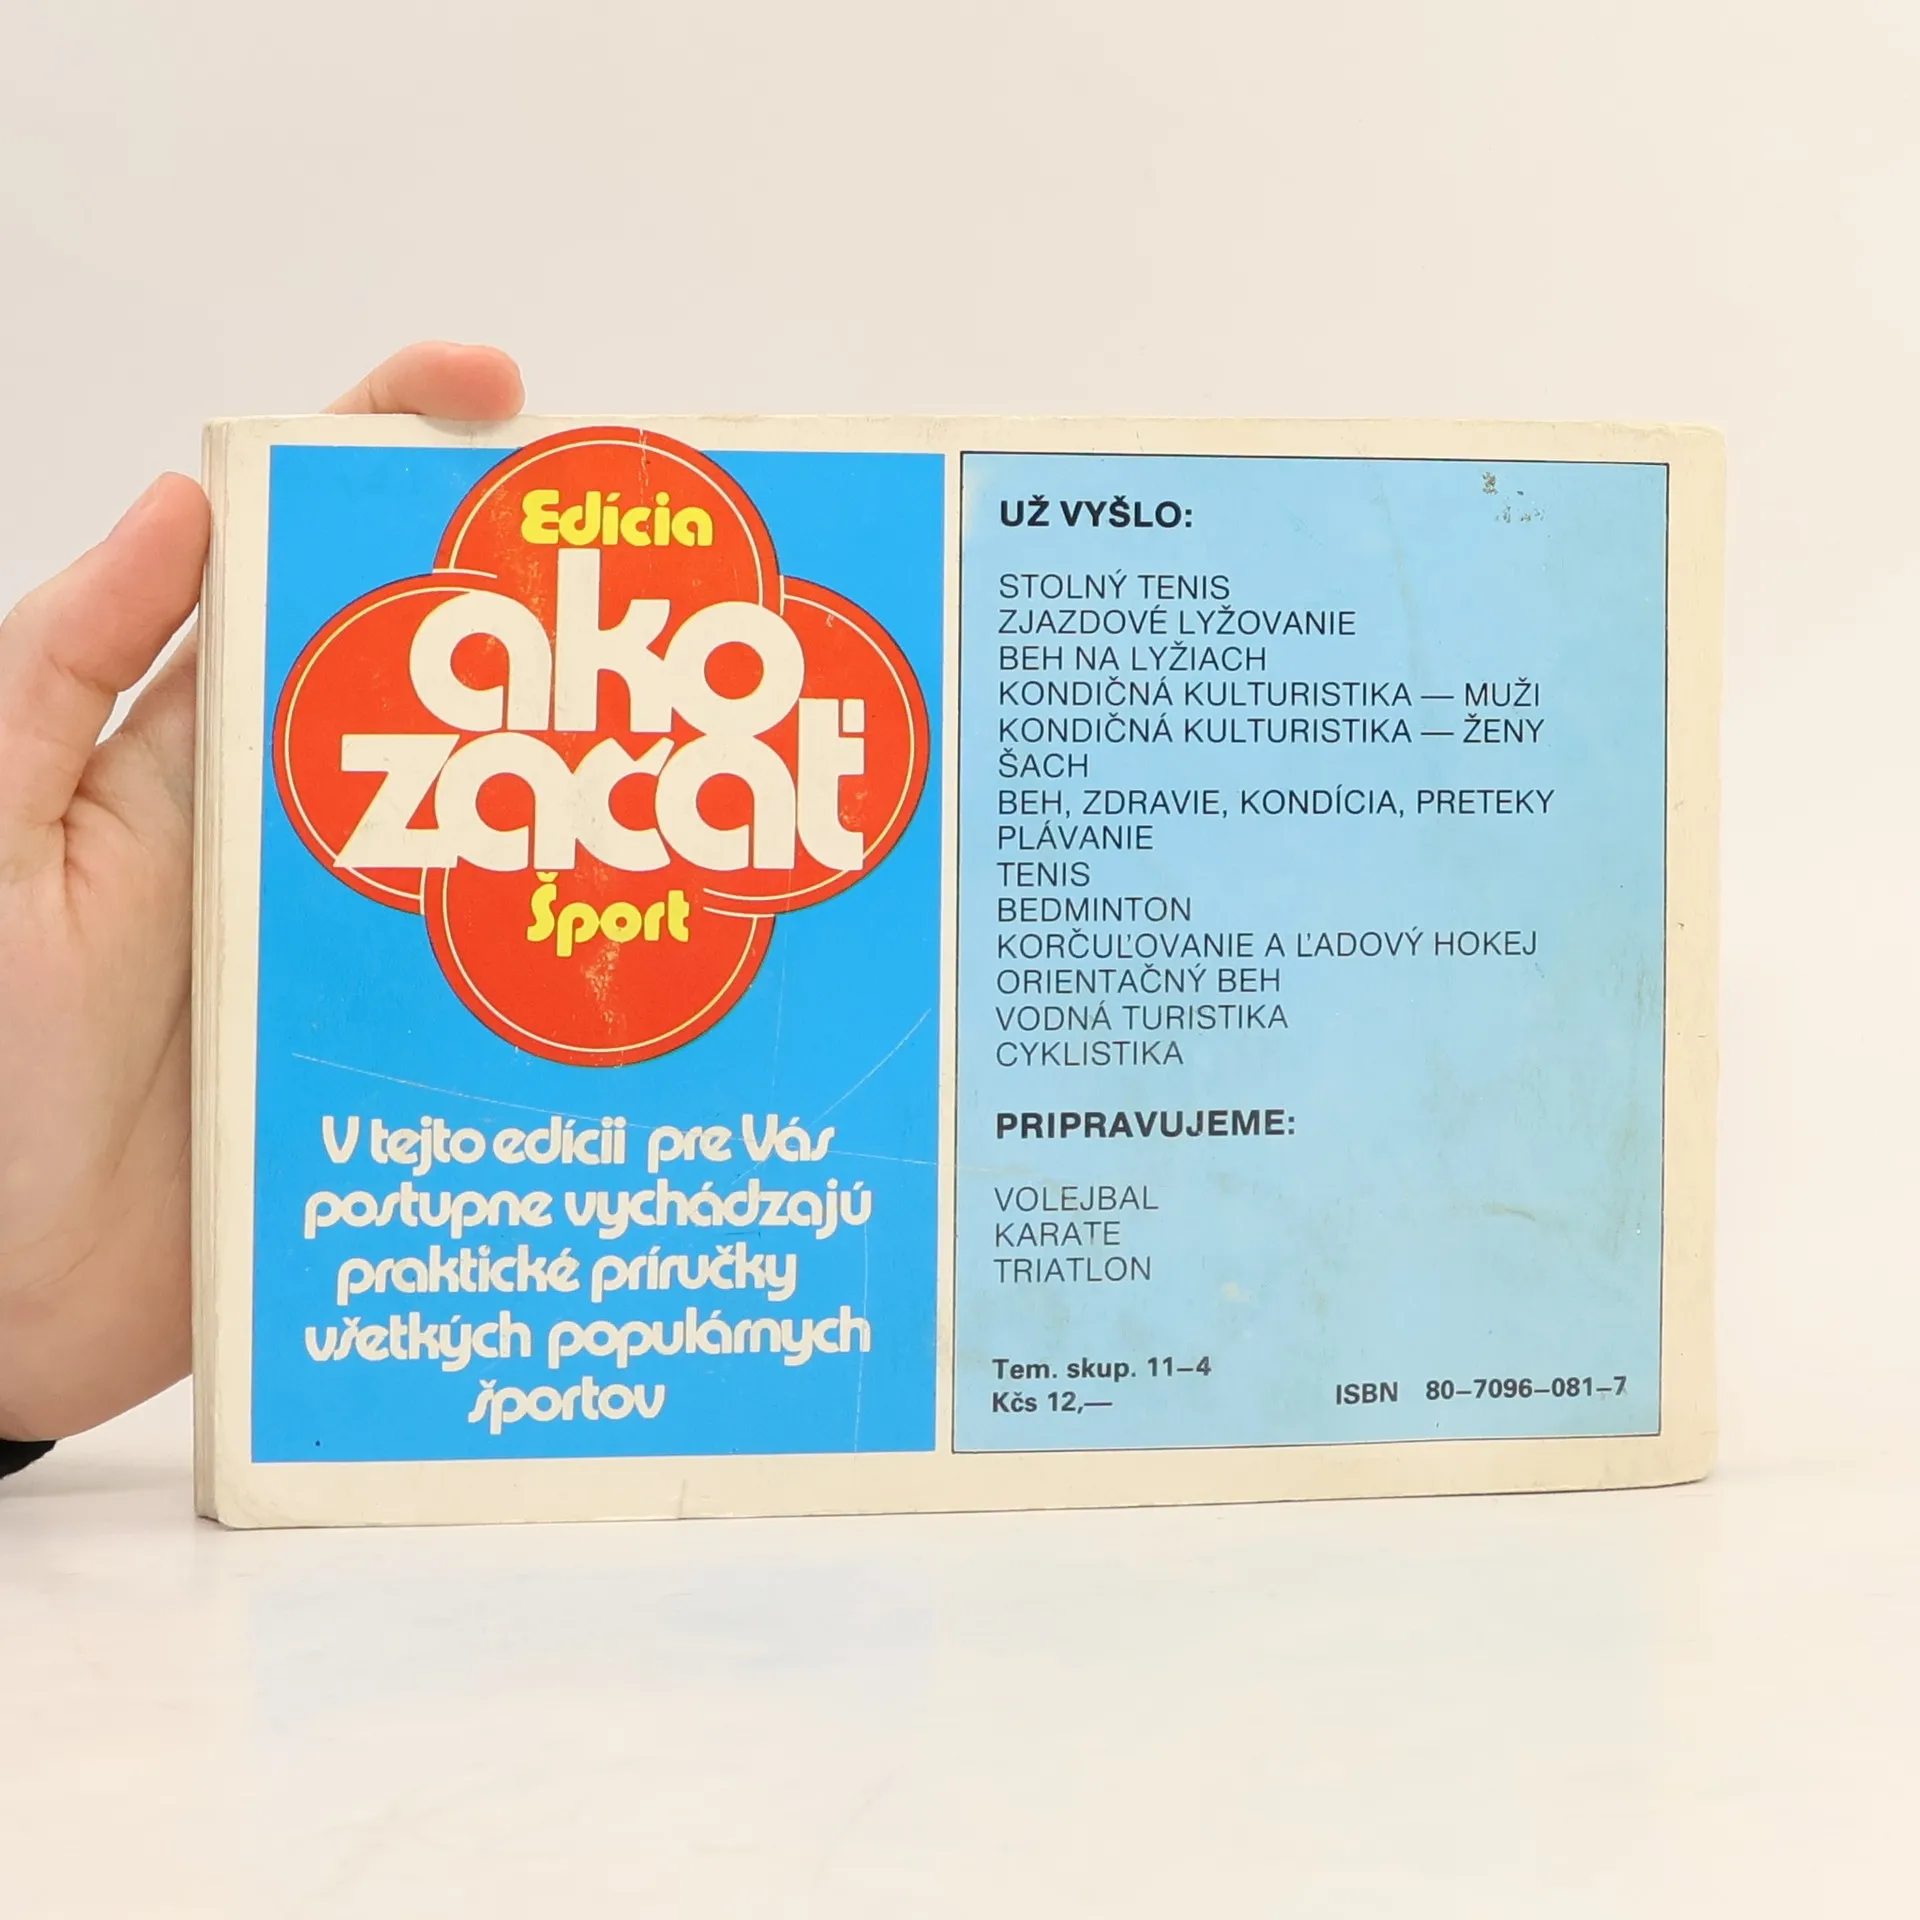 Edícia
ako
začať
Šport
V tejto edícii pre Vás
postupne vychádzajú
praktické príručky
všetkých populárnych
športov
UŽ VYŠLO:
STOLNÝ TENIS
ZJAZDOVÉ LYŽOVANIE
BEH NA LYŽIACH
KONDIČNÁ KULTURISTIKA — MUŽI
KONDIČNÁ KULTURISTIKA — ŽENY
ŠACH
BEH, ZDRAVIE, KONDÍCIA, PRETEKY
PLÁVANIE
TENIS
BEDMINTON
KORČUĽOVANIE A ĽADOVÝ HOKEJ
ORIENTAČNÝ BEH
VODNÁ TURISTIKA
CYKLISTIKA
PRIPRAVUJEME:
VOLEJBAL
KARATE
TRIATLON
Tem. skup. 11–4
Kčs 12,—
ISBN 80–7096–081–7